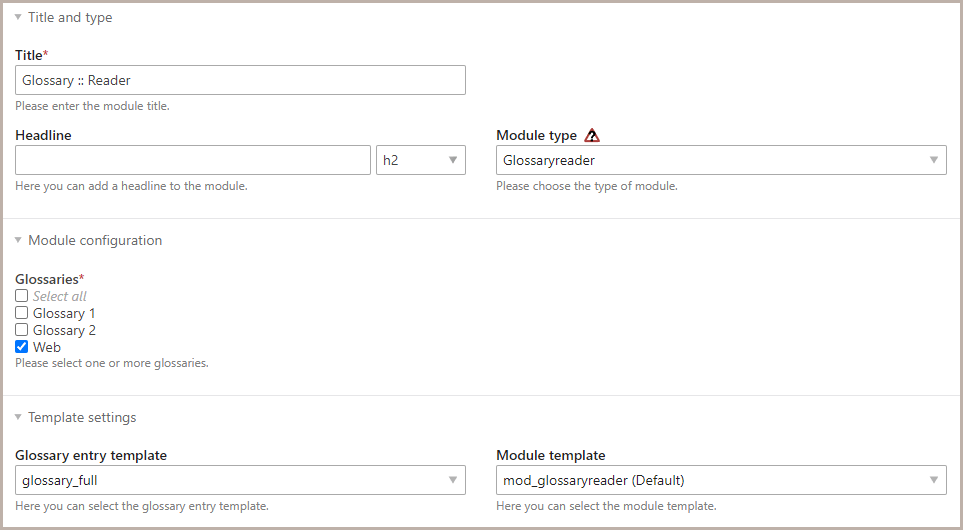 Title and type
Title*
Glossary :: Reader
Please enter the module title.
Headline
Module type
h2
Glossaryreader
Here you can add a headline to the module.
Please choose the type of module.
Module configuration
Glossaries*
Select all
Glossary 1
Glossary 2
Web
Please select one or more glossaries.
Template settings
Glossary entry template
Module template
glossary_full
mod_glossaryreader (Default)
Here you can select the glossary entry template.
Here you can select the module template.